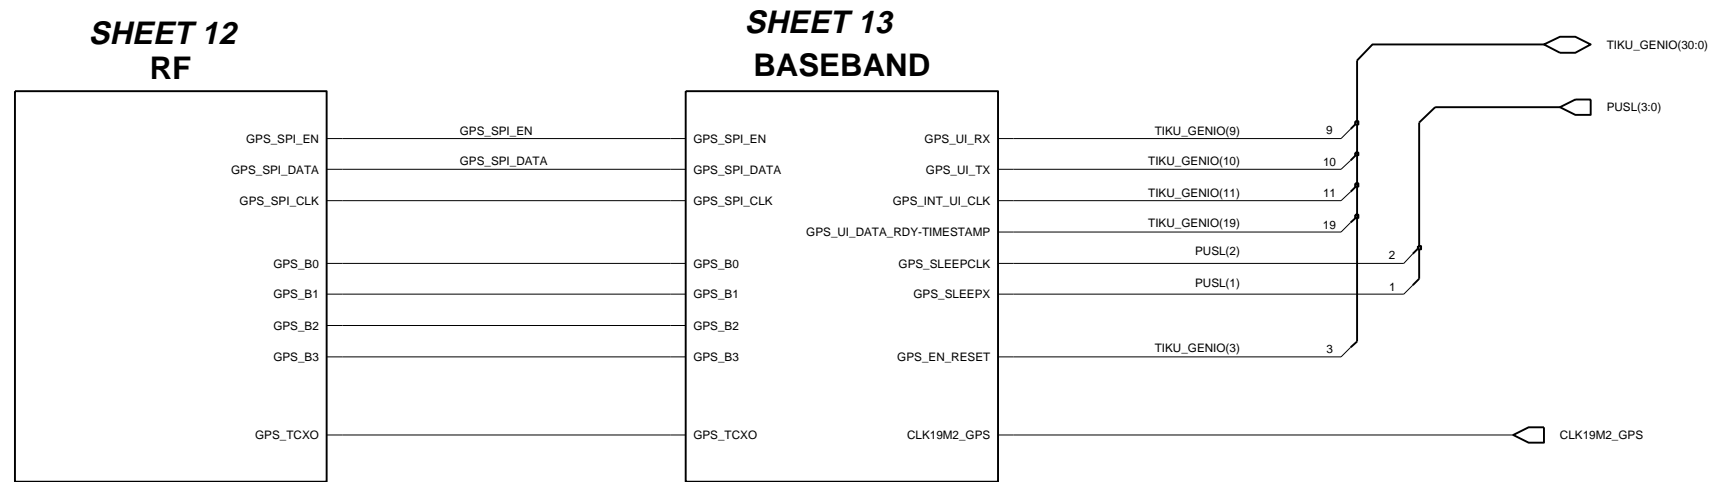 SHEET 12
RF
SHEET 13
BASEBAND
TIKU_GENIO(30:0)
PUSL(3:0)
GPS_SPI_EN
GPS_SPI_EN
GPS_SPI_EN
GPS_UI_RX
TIKU_GENIO(9)
9
GPS_SPI_DATA
GPS_SPI_DATA
GPS_SPI_DATA
GPS_UI_TX
TIKU_GENIO(10)
10
GPS_SPI_CLK
GPS_SPI_CLK
GPS_INT_UI_CLK
TIKU_GENIO(11)
11
GPS_UI_DATA_RDY-TIMESTAMP
TIKU_GENIO(19)
19
GPS_B0
GPS_B0
GPS_SLEEPCLK
PUSL(2)
2
GPS_B1
GPS_B1
GPS_SLEEPX
PUSL(1)
1
GPS_B2
GPS_B2
GPS_B3
GPS_B3
GPS_EN_RESET
TIKU_GENIO(3)
3
GPS_TCXO
GPS_TCXO
CLK19M2_GPS
CLK19M2_GPS